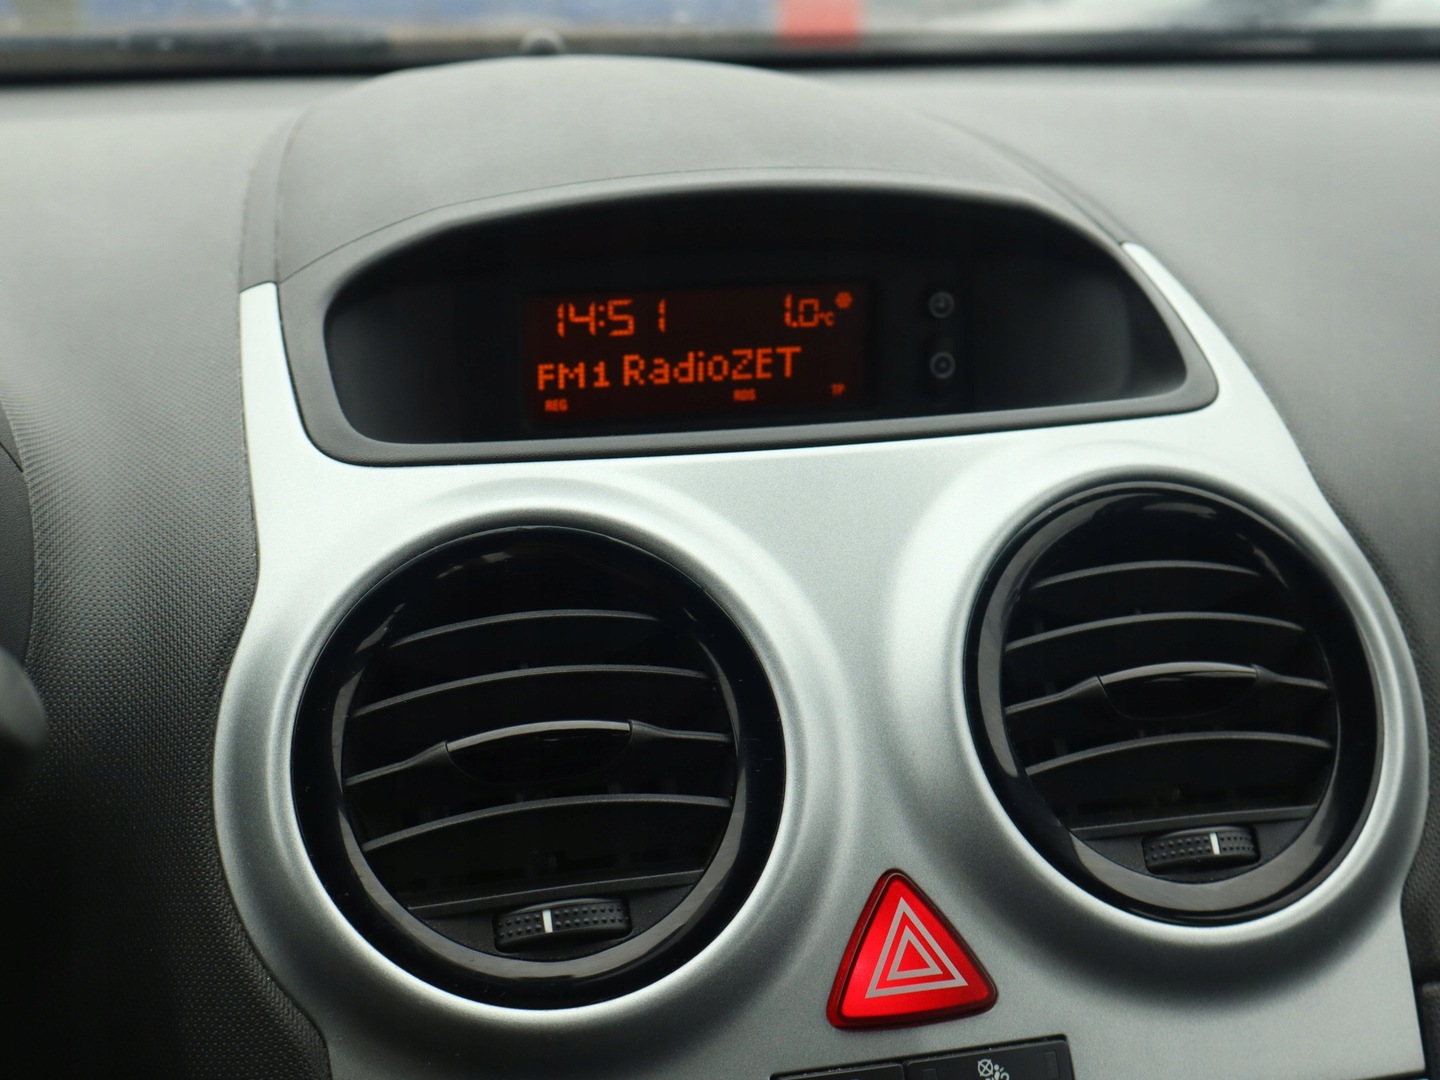 14:51 1.0°C
FM1 RadioZET
REG RDS TP